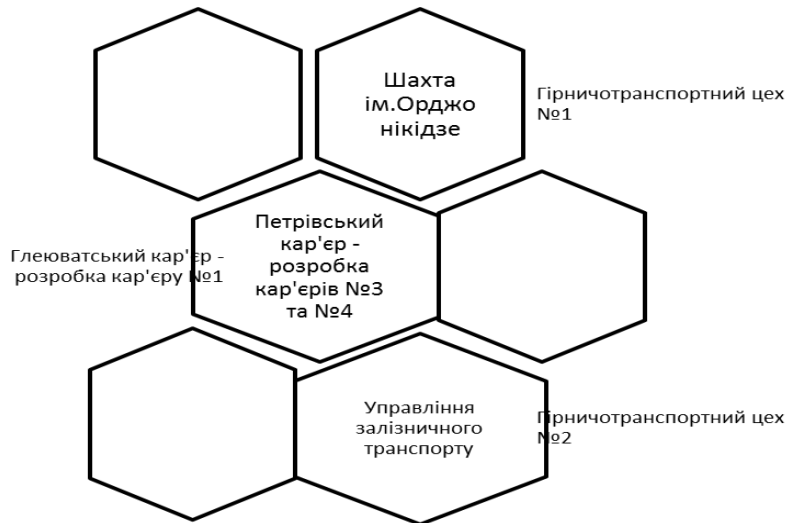 Шахта
ім.Орджо
нікідзе
Гірничотранспортний цех
№1
Петрівський
кар'єр -
розробка
кар'єрів №3
та №4
Глеюватський кар'єр -
розробка кар'єру №1
Управління
залізничного
транспорту
Гірничотранспортний цех
№2